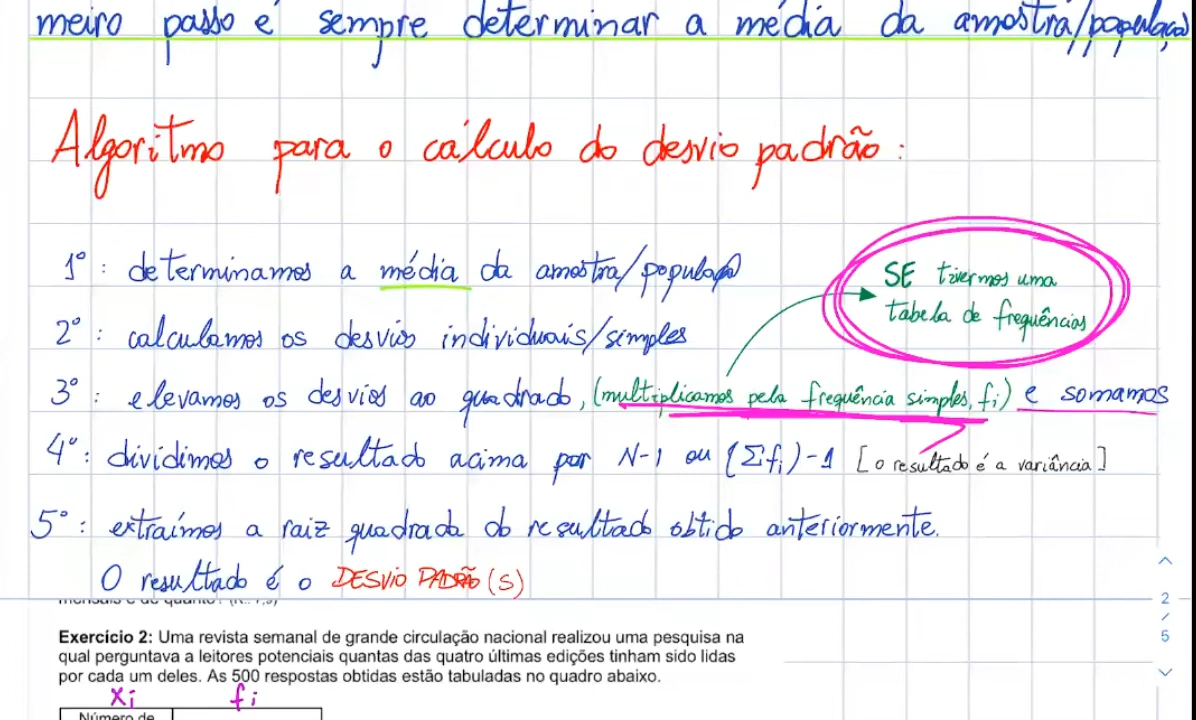 meiro passo é sempre determinar a média da amostra/população
Algoritmo para o cálculo do desvio padrão:
1º: determinamos a média da amostra/população
SE tivermos uma
tabela de frequências
2º: calculamos os desvios individuais/simples
3º: elevamos os desvios ao quadrado, (multiplicamos pela frequência simples, fi) e somamos
4º: dividimos o resultado acima por N-1 ou (Σfi)-1 [o resultado é a variância]
5º: extraímos a raiz quadrada do resultado obtido anteriormente.
O resultado é o DESVIO PADRÃO (S)
2
/
5
Exercício 2: Uma revista semanal de grande circulação nacional realizou uma pesquisa na
qual perguntava a leitores potenciais quantas das quatro últimas edições tinham sido lidas
por cada um deles. As 500 respostas obtidas estão tabuladas no quadro abaixo.
xi fi
Número de